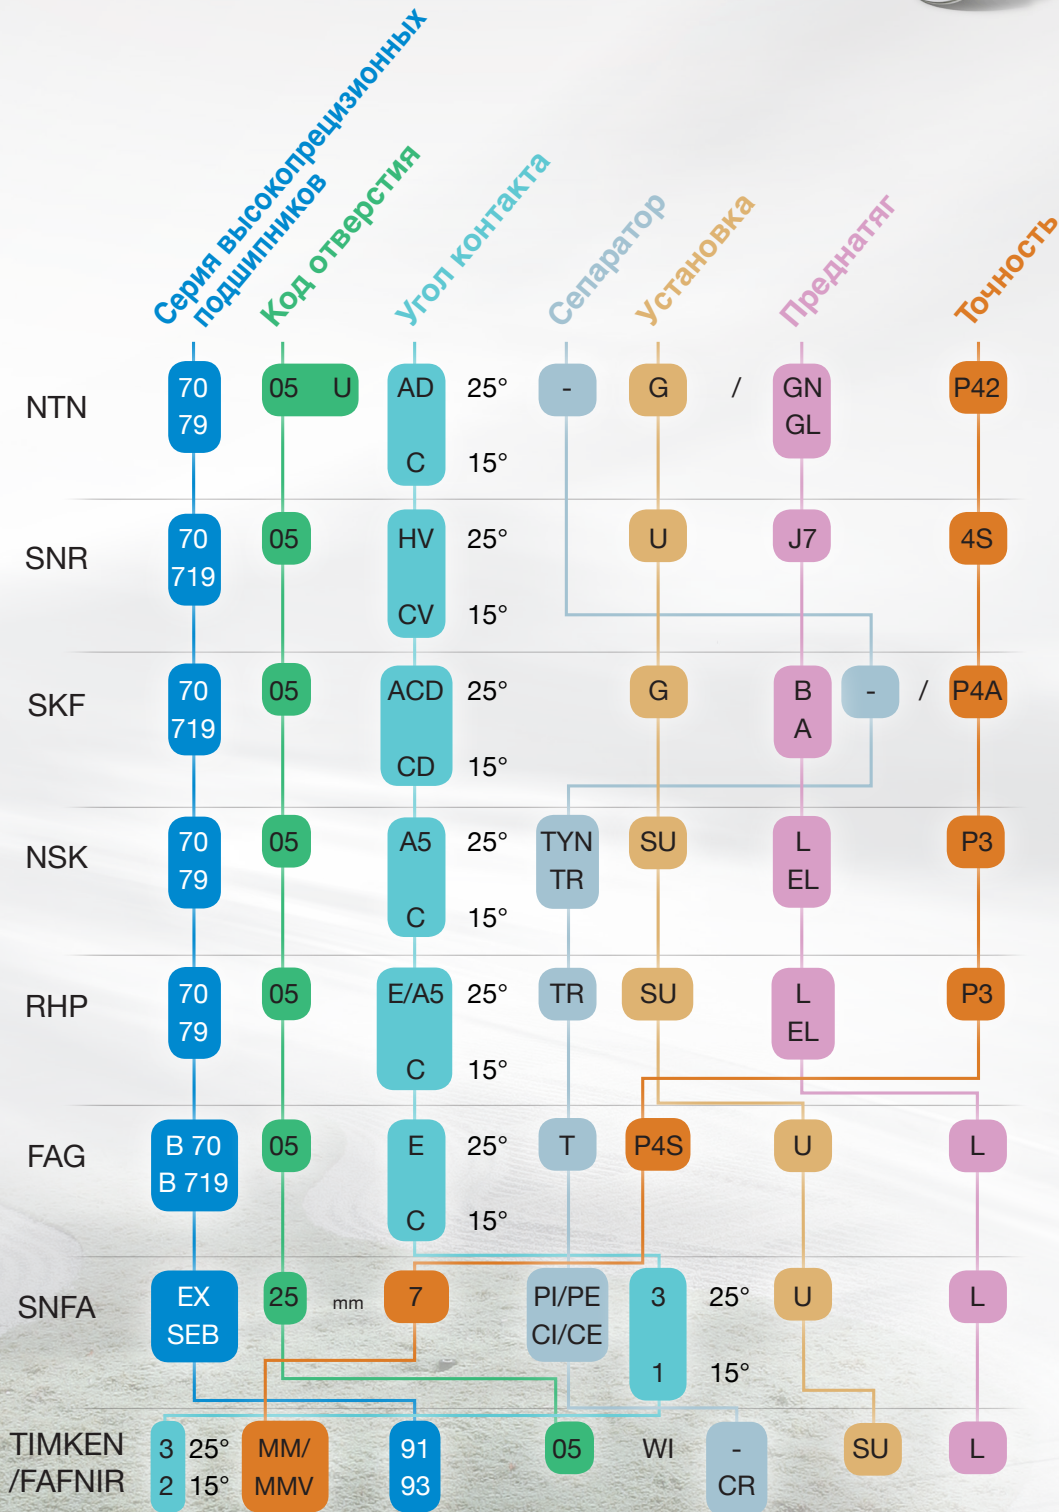 Серия высокопрецизионных
подшипников
Код отверстия
Угол контакта
Сепаратор
Установка
Преднатяг
Точность
NTN 70 05 U AD 25° - G / GN P42
79 GL
C 15°
SNR 70 05 HV 25° U J7 4S
719
CV 15°
SKF 70 05 ACD 25° G B - / P4A
719 A
CD 15°
NSK 70 05 A5 25° TYN SU L P3
79 TR EL
C 15°
RHP 70 05 E/A5 25° TR SU L P3
79 EL
C 15°
FAG B 70 05 E 25° T P4S U L
B 719
C 15°
SNFA EX 25 mm 7 PI/PE 3 25° U L
SEB CI/CE
1 15°
TIMKEN 3 25° MM/ 91 05 WI - SU L
/FAFNIR 2 15° MMV 93 CR